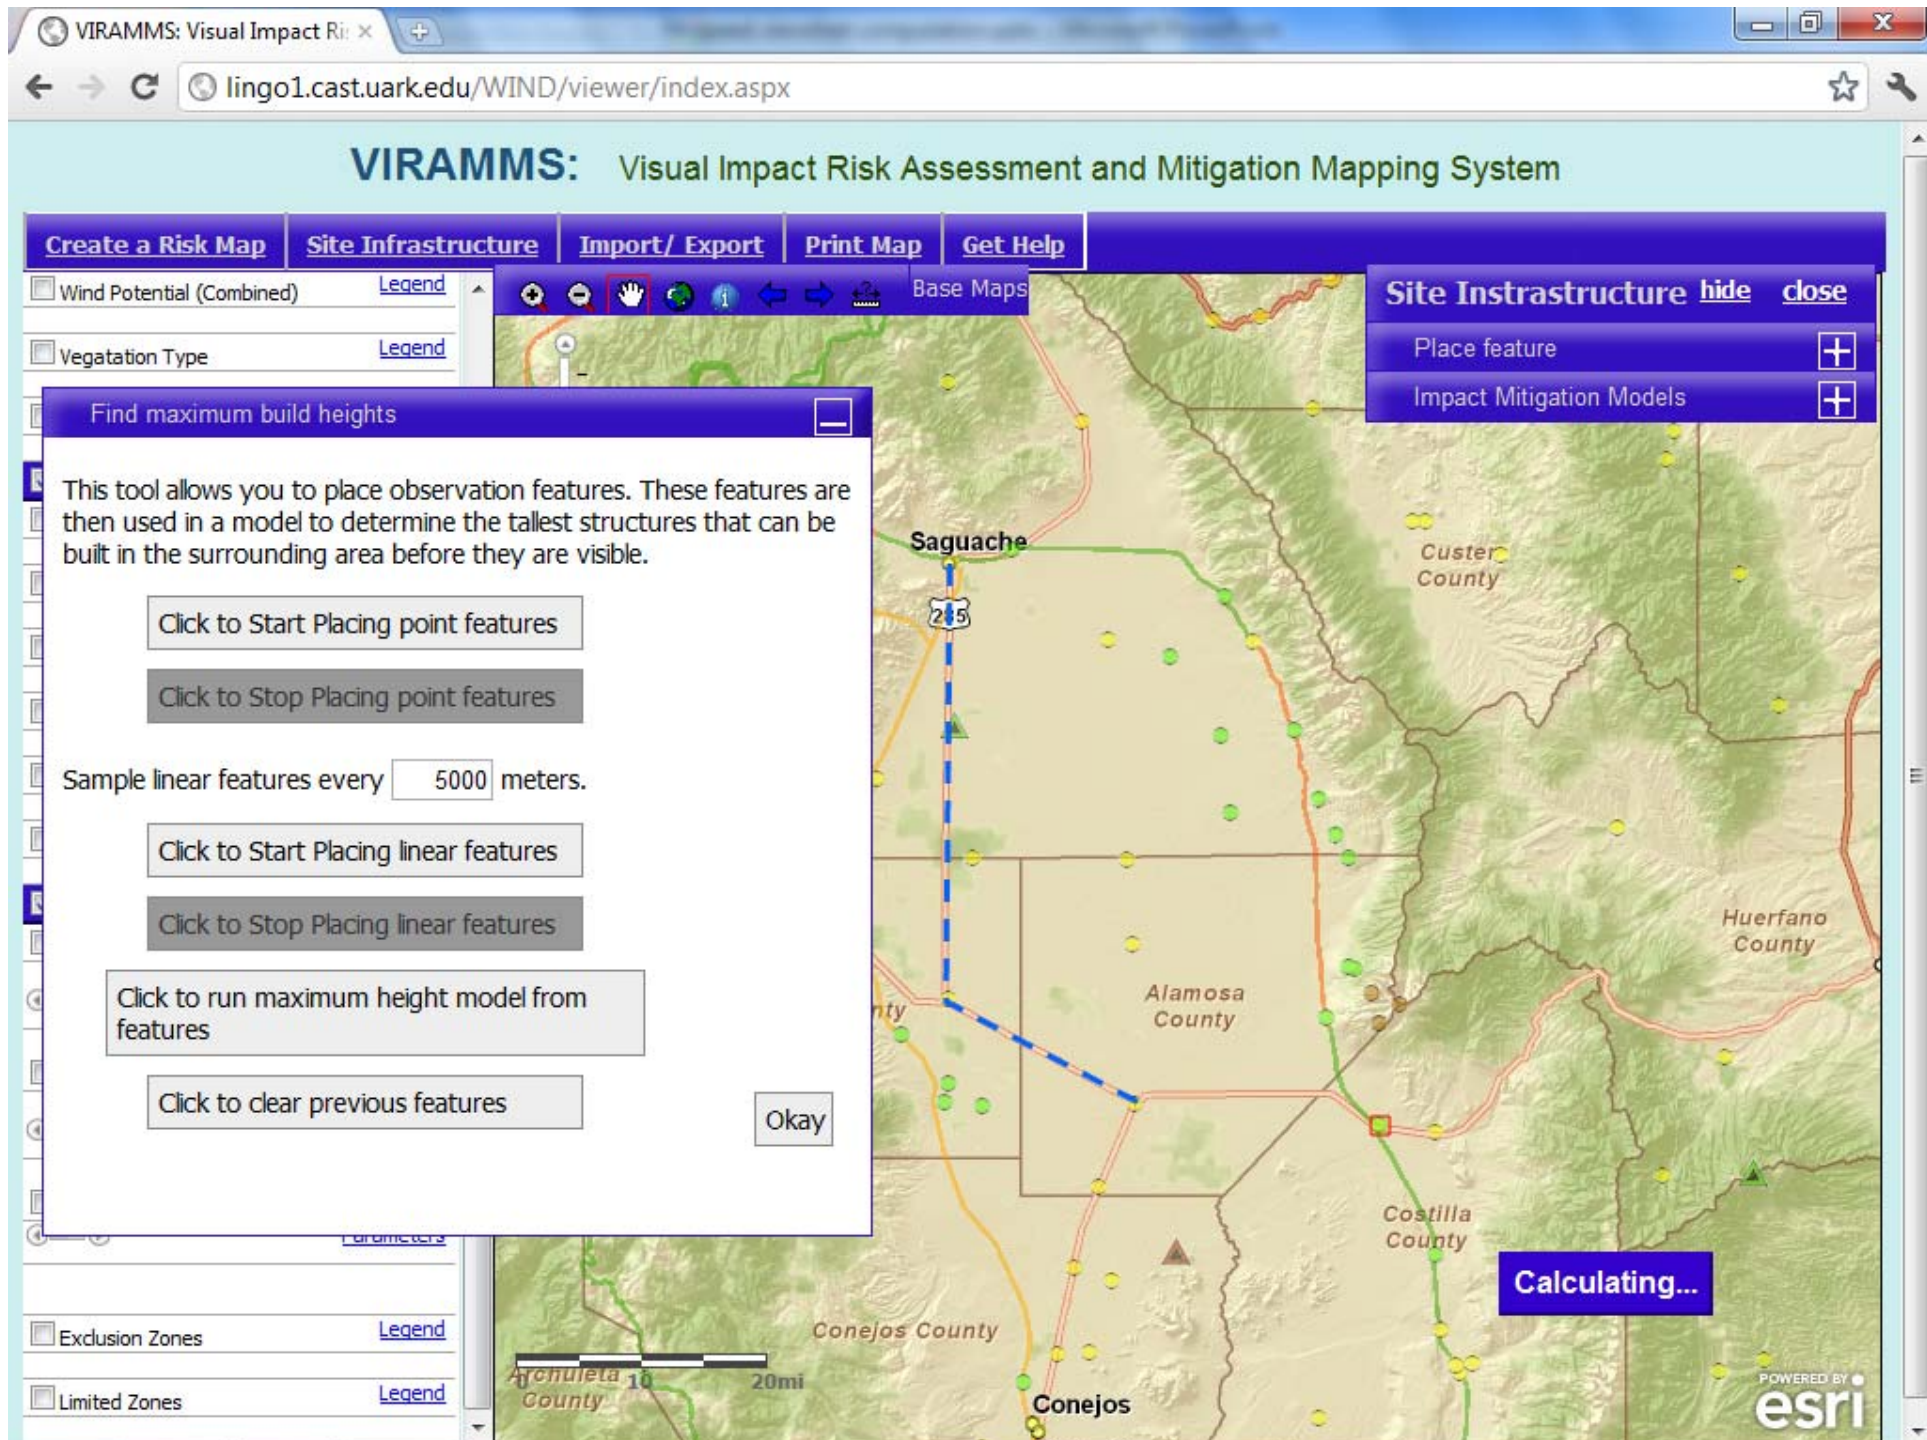 VIRAMMS: Visual Impact Ri
lingo1.cast.uark.edu/WIND/viewer/index.aspx
VIRAMMS: Visual Impact Risk Assessment and Mitigation Mapping System
Create a Risk Map Site Infrastructure Import/ Export Print Map Get Help
Wind Potential (Combined) Legend
Base Maps
Site Instrastructure hide close
Vegatation Type Legend
Place feature
Impact Mitigation Models
Find maximum build heights
This tool allows you to place observation features. These features are
then used in a model to determine the tallest structures that can be
built in the surrounding area before they are visible.
Click to Start Placing point features
Click to Stop Placing point features
Sample linear features every 5000 meters.
Click to Start Placing linear features
Click to Stop Placing linear features
Click to run maximum height model from
features
Click to clear previous features
Okay
Saguache
285
Custer
County
Huerfano
County
Alamosa
County
nty
Costilla
County
Calculating...
Parameters
Exclusion Zones Legend
Limited Zones Legend
Conejos County
Archuleta
County
0 10 20mi
Conejos
POWERED BY
esri